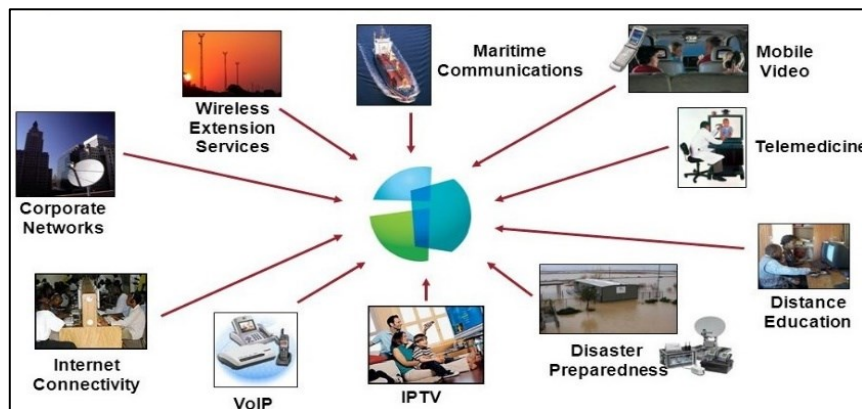 Wireless
Extension
Services
Maritime
Communications
Mobile
Video
Telemedicine
Corporate
Networks
Distance
Education
Internet
Connectivity
VoIP
IPTV
Disaster
Preparedness